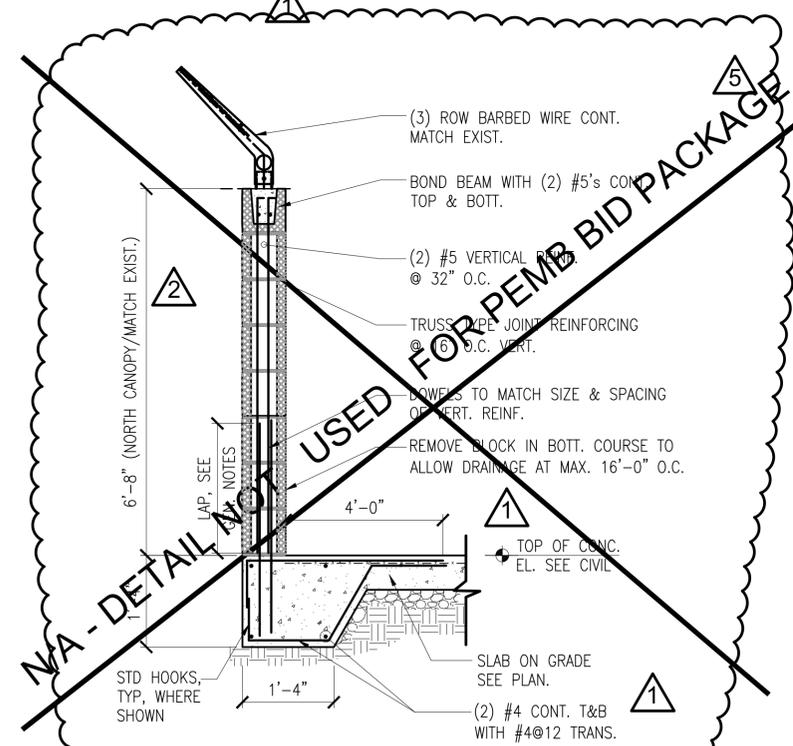 1
5
(3) ROW BARBED WIRE CONT.
MATCH EXIST.
BOND BEAM WITH (2) #5's CONT.
TOP & BOTT.
(2) #5 VERTICAL REINF.
@ 32" O.C.
TRUSS TYPE JOINT REINFORCING
@ 16" O.C. VERT.
DOWELS TO MATCH SIZE & SPACING
OF VERT. REINF.
REMOVE BLOCK IN BOTT. COURSE TO
ALLOW DRAINAGE AT MAX. 16'-0" O.C.
6'-8" (NORTH CANOPY/MATCH EXIST.)
2
LAP, SEE
GEN. NOTES
4'-0"
1
TOP OF CONC.
EL. SEE CIVIL
N/A - DETAIL NOT USED FOR PEMB BID PACKAGE
STD HOOKS,
TYP, WHERE
SHOWN
1'-4"
SLAB ON GRADE
SEE PLAN.
1
(2) #4 CONT. T&B
WITH #4@12 TRANS.